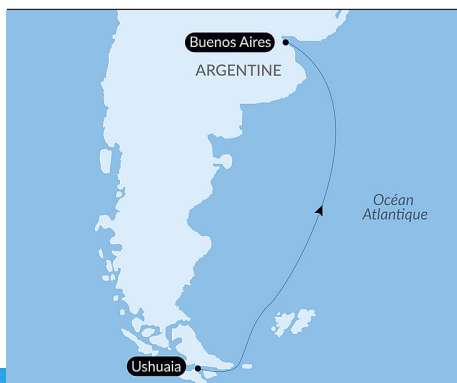 Buenos Aires
ARGENTINE
Océan
Atlantique
Ushuaia